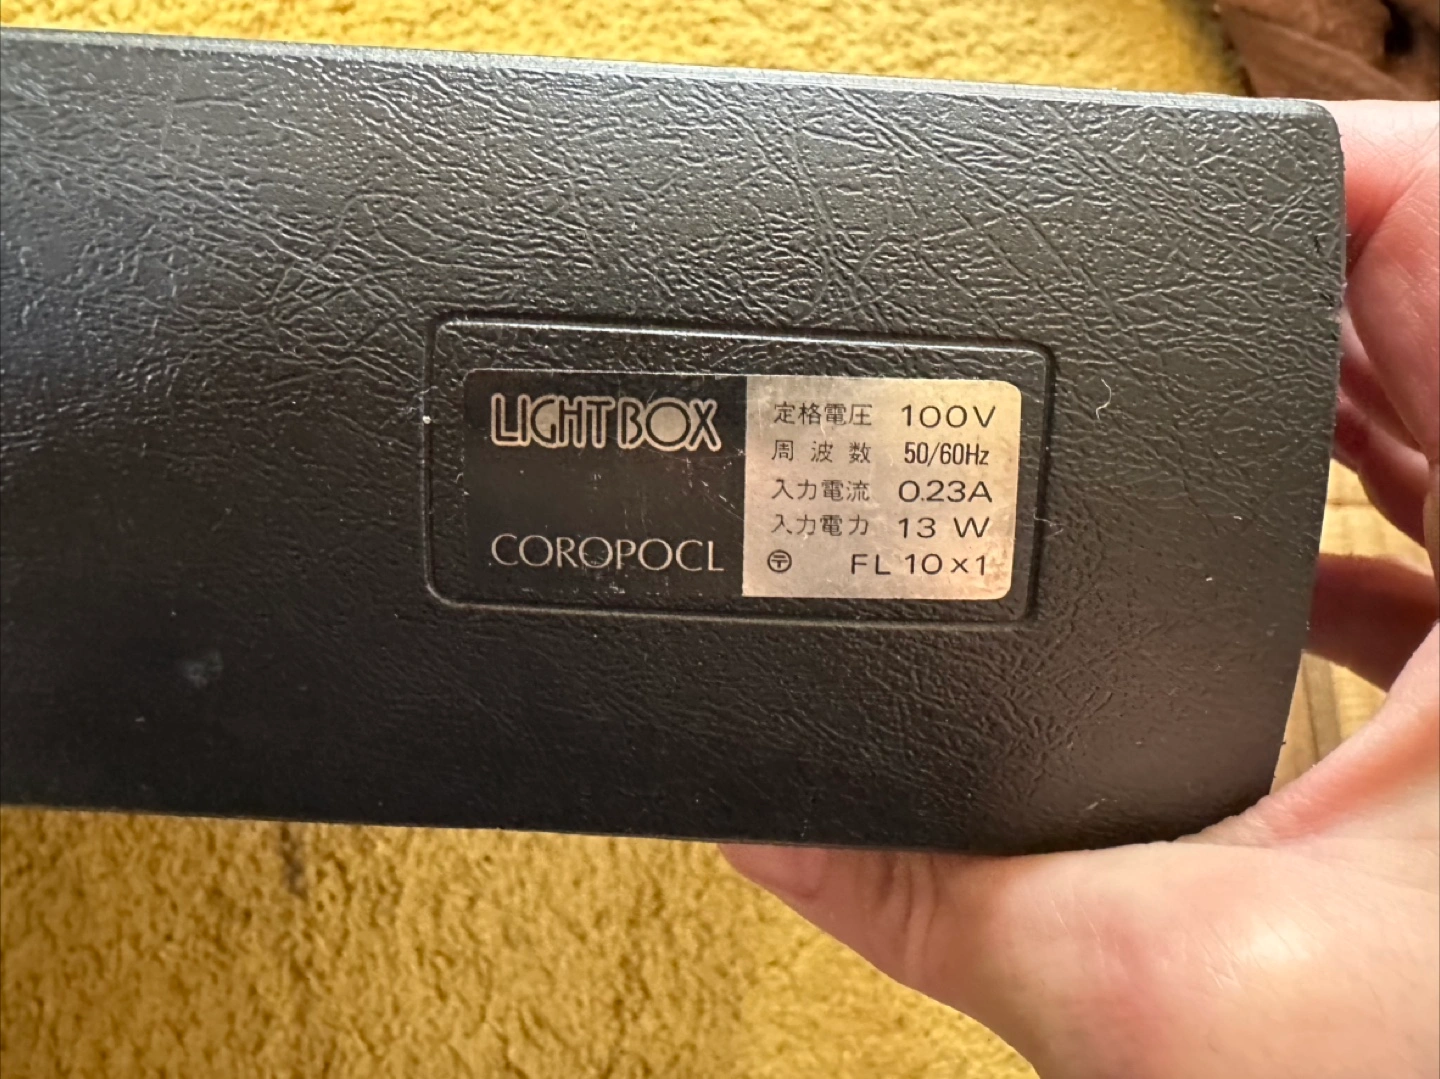 LIGHT BOX
COROPOCL
定格電圧 100V
周波数 50/60Hz
入力電流 0.23A
入力電力 13 W
〶 FL 10×1